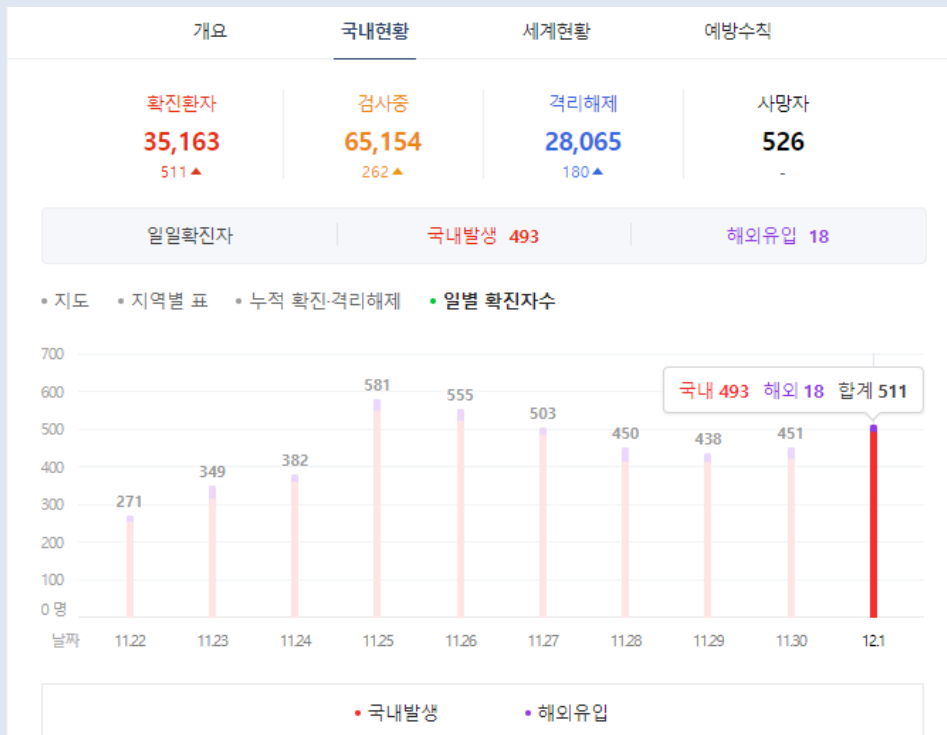 개요 국내현황 세계현황 예방수칙
확진환자 검사중 격리해제 사망자
35,163 65,154 28,065 526
511▲ 262▲ 180▲ -
일일확진자 국내발생 493 해외유입 18
• 지도 • 지역별 표 • 누적 확진·격리해제 • 일별 확진자수
700
600
500
400
300
200
100
0 명
271 349 382 581 555 503 450 438 451
국내 493 해외 18 합계 511
날짜 11.22 11.23 11.24 11.25 11.26 11.27 11.28 11.29 11.30 12.1
• 국내발생 • 해외유입